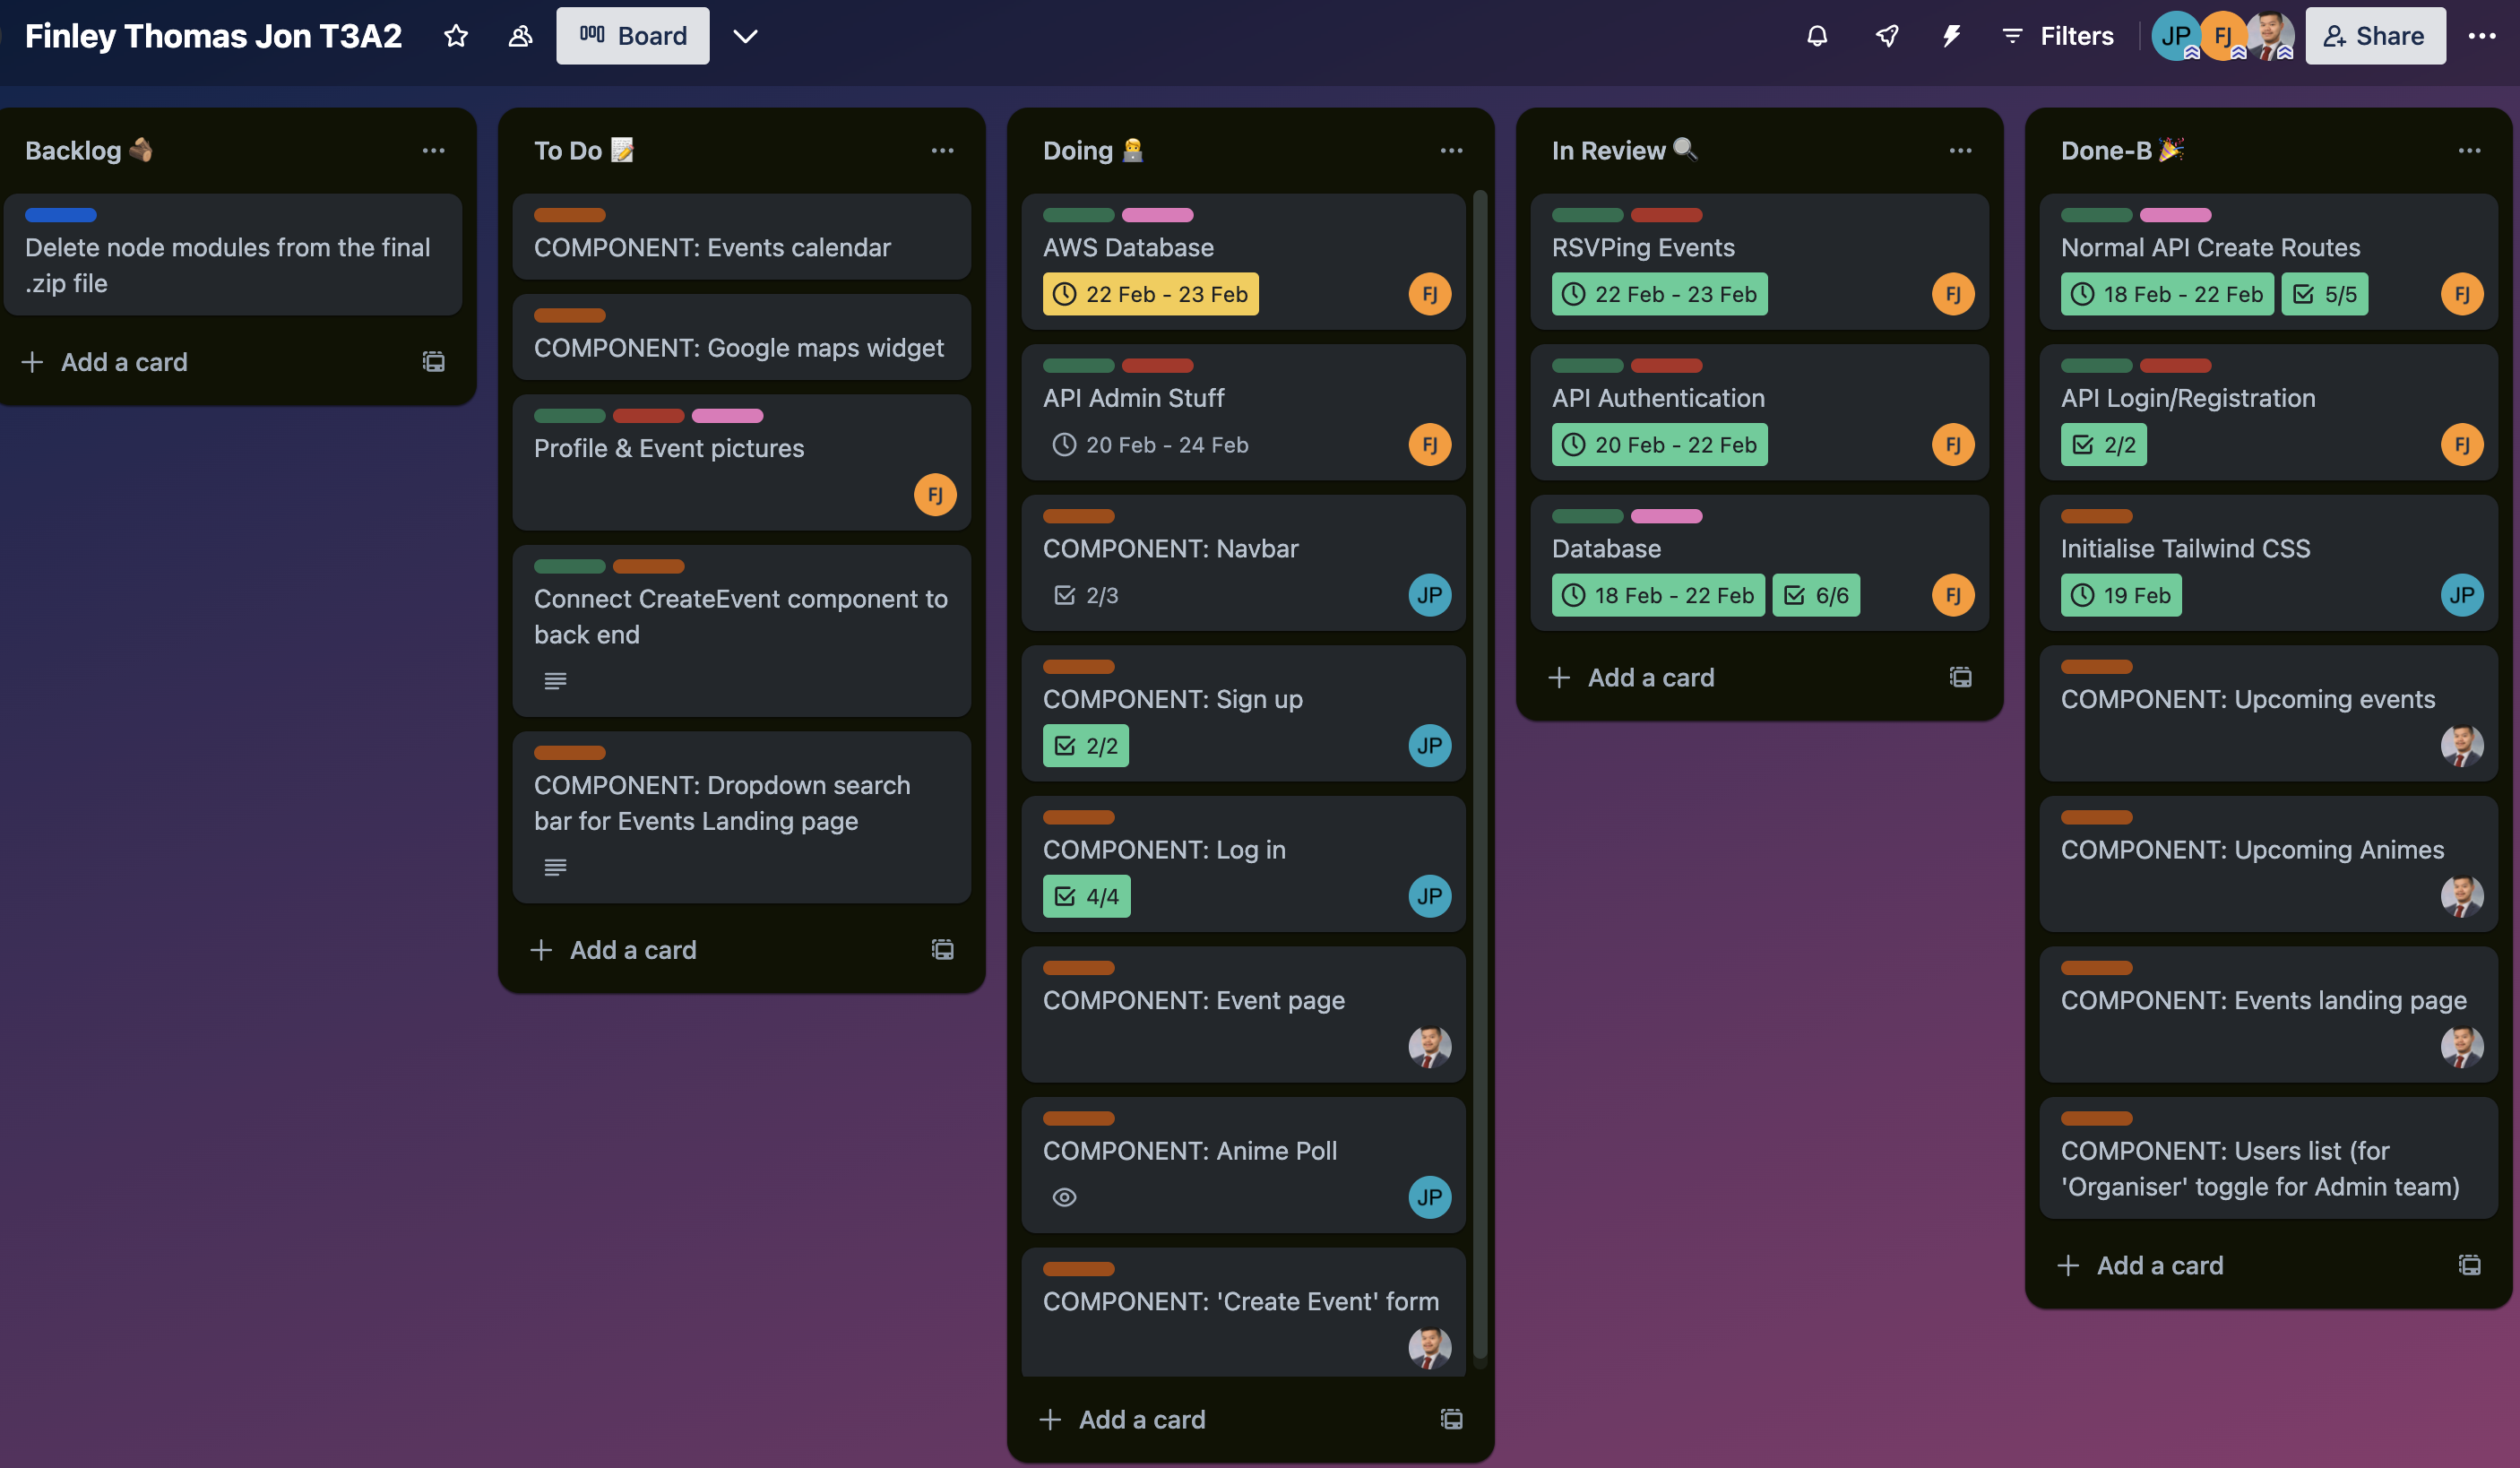 Finley Thomas Jon T3A2
Board
Filters
JP
FJ
Share
Backlog
Delete node modules from the final
.zip file
Add a card
To Do
COMPONENT: Events calendar
COMPONENT: Google maps widget
Profile & Event pictures
FJ
Connect CreateEvent component to
back end
COMPONENT: Dropdown search
bar for Events Landing page
Add a card
Doing
AWS Database
22 Feb - 23 Feb
FJ
API Admin Stuff
20 Feb - 24 Feb
FJ
COMPONENT: Navbar
2/3
JP
COMPONENT: Sign up
2/2
JP
COMPONENT: Log in
4/4
JP
COMPONENT: Event page
COMPONENT: Anime Poll
JP
COMPONENT: 'Create Event' form
Add a card
In Review
RSVPing Events
22 Feb - 23 Feb
FJ
API Authentication
20 Feb - 22 Feb
FJ
Database
18 Feb - 22 Feb
6/6
FJ
Add a card
Done-B
Normal API Create Routes
18 Feb - 22 Feb
5/5
FJ
API Login/Registration
2/2
FJ
Initialise Tailwind CSS
19 Feb
JP
COMPONENT: Upcoming events
COMPONENT: Upcoming Animes
COMPONENT: Events landing page
COMPONENT: Users list (for
'Organiser' toggle for Admin team)
Add a card